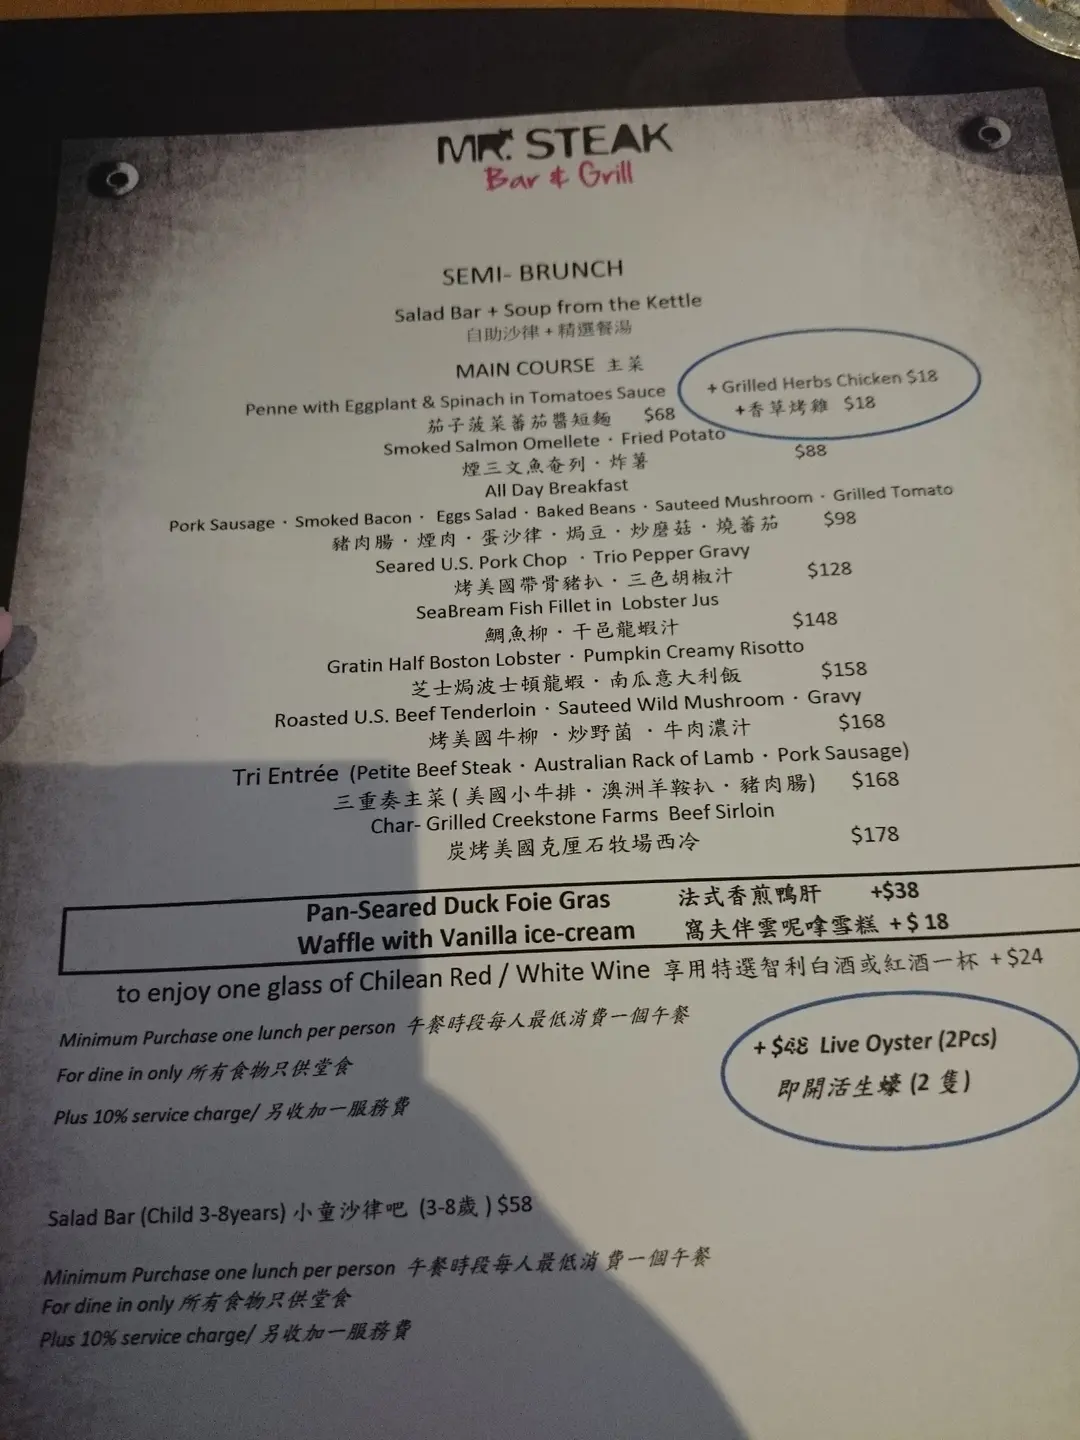 MR. STEAK
Bar & Grill
SEMI- BRUNCH
Salad Bar + Soup from the Kettle
自助沙律 + 精選餐湯
MAIN COURSE 主菜
Penne with Eggplant & Spinach in Tomatoes Sauce
茄子菠菜蕃茄醬短麵 $68
+ Grilled Herbs Chicken $18
+香草烤雞 $18
Smoked Salmon Omellete · Fried Potato
煙三文魚奄列 · 炸薯 $88
All Day Breakfast
Pork Sausage · Smoked Bacon · Eggs Salad · Baked Beans · Sauteed Mushroom · Grilled Tomato
豬肉腸 · 煙肉 · 蛋沙律 · 焗豆 · 炒磨菇 · 燒蕃茄 $98
Seared U.S. Pork Chop · Trio Pepper Gravy
烤美國帶骨豬扒 · 三色胡椒汁 $128
SeaBream Fish Fillet in Lobster Jus
鯛魚柳 · 干邑龍蝦汁 $148
Gratin Half Boston Lobster · Pumpkin Creamy Risotto
芝士焗波士頓龍蝦 · 南瓜意大利飯 $158
Roasted U.S. Beef Tenderloin · Sauteed Wild Mushroom · Gravy
烤美國牛柳 · 炒野菌 · 牛肉濃汁 $168
Tri Entrée (Petite Beef Steak · Australian Rack of Lamb · Pork Sausage)
三重奏主菜 ( 美國小牛排 · 澳洲羊鞍扒 · 豬肉腸) $168
Char- Grilled Creekstone Farms Beef Sirloin
炭烤美國克厘石牧場西冷 $178
Pan-Seared Duck Foie Gras 法式香煎鴨肝 +$38
Waffle with Vanilla ice-cream 窩夫伴雲呢拿雪糕 + $ 18
to enjoy one glass of Chilean Red / White Wine 享用特選智利白酒或紅酒一杯 + $24
Minimum Purchase one lunch per person 午餐時段每人最低消費一個午餐
For dine in only 所有食物只供堂食
Plus 10% service charge/ 另收加一服務費
+ $48 Live Oyster (2Pcs)
即開活生蠔 (2 隻)
Salad Bar (Child 3-8years) 小童沙律吧 (3-8歲 ) $58
Minimum Purchase one lunch per person 午餐時段每人最低消 費一個午餐
For dine in only 所有食物只供堂食
Plus 10% service charge/ 另收加一服務費